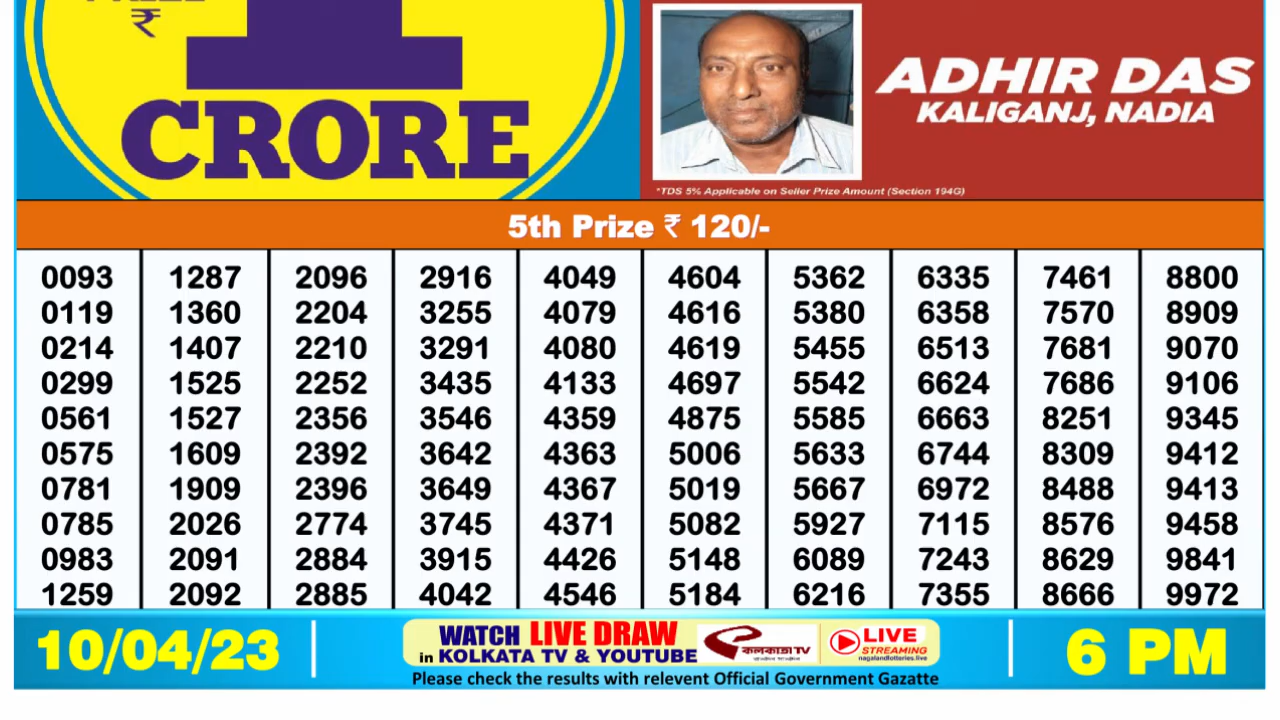 ₹
CRORE
ADHIR DAS
KALIGANJ, NADIA
*TDS 5% Applicable on Seller Prize Amount (Section 194G)
5th Prize ₹ 120/-
0093 1287 2096 2916 4049 4604 5362 6335 7461 8800
0119 1360 2204 3255 4079 4616 5380 6358 7570 8909
0214 1407 2210 3291 4080 4619 5455 6513 7681 9070
0299 1525 2252 3435 4133 4697 5542 6624 7686 9106
0561 1527 2356 3546 4359 4875 5585 6663 8251 9345
0575 1609 2392 3642 4363 5006 5633 6744 8309 9412
0781 1909 2396 3649 4367 5019 5667 6972 8488 9413
0785 2026 2774 3745 4371 5082 5927 7115 8576 9458
0983 2091 2884 3915 4426 5148 6089 7243 8629 9841
1259 2092 2885 4042 4546 5184 6216 7355 8666 9972
10/04/23
WATCH LIVE DRAW
in KOLKATA TV & YOUTUBE
কলকাতা TV
LIVE
STREAMING
nagalandlotteries.live
6 PM
Please check the results with relevent Official Government Gazatte